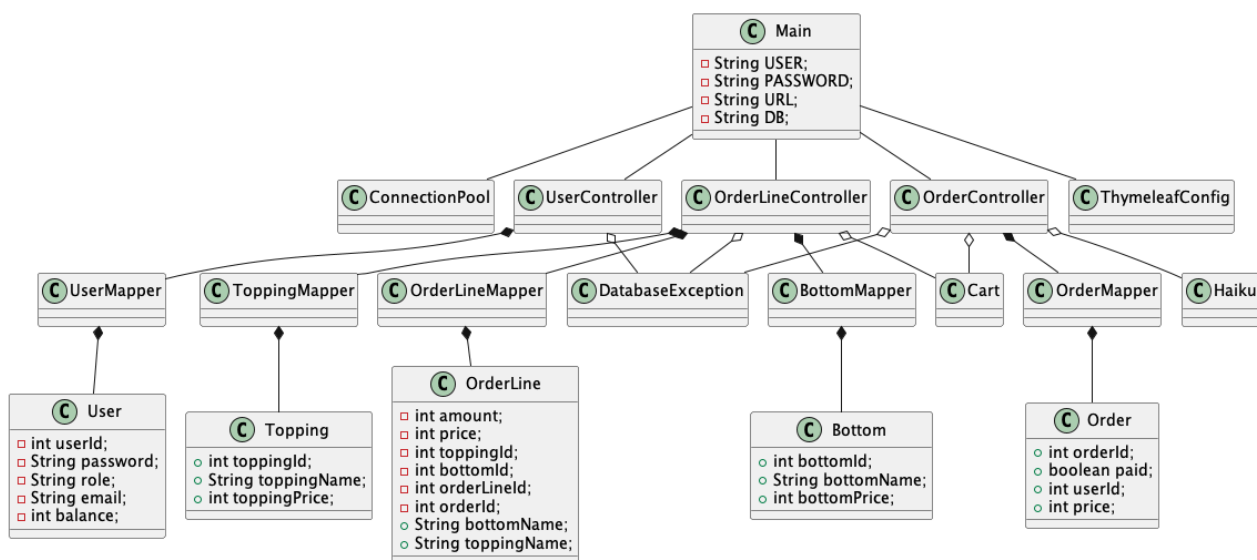 C Main
String USER;
String PASSWORD;
String URL;
String DB;
C ConnectionPool
C UserController
C OrderLineController
C OrderController
C ThymeleafConfig
C UserMapper
C ToppingMapper
C OrderLineMapper
C DatabaseException
C BottomMapper
C Cart
C OrderMapper
C Haiku
C User
int userId;
String password;
String role;
String email;
int balance;
C Topping
int toppingId;
String toppingName;
int toppingPrice;
C OrderLine
int amount;
int price;
int toppingId;
int bottomId;
int orderLineId;
int orderId;
String bottomName;
String toppingName;
C Bottom
int bottomId;
String bottomName;
int bottomPrice;
C Order
int orderId;
boolean paid;
int userId;
int price;